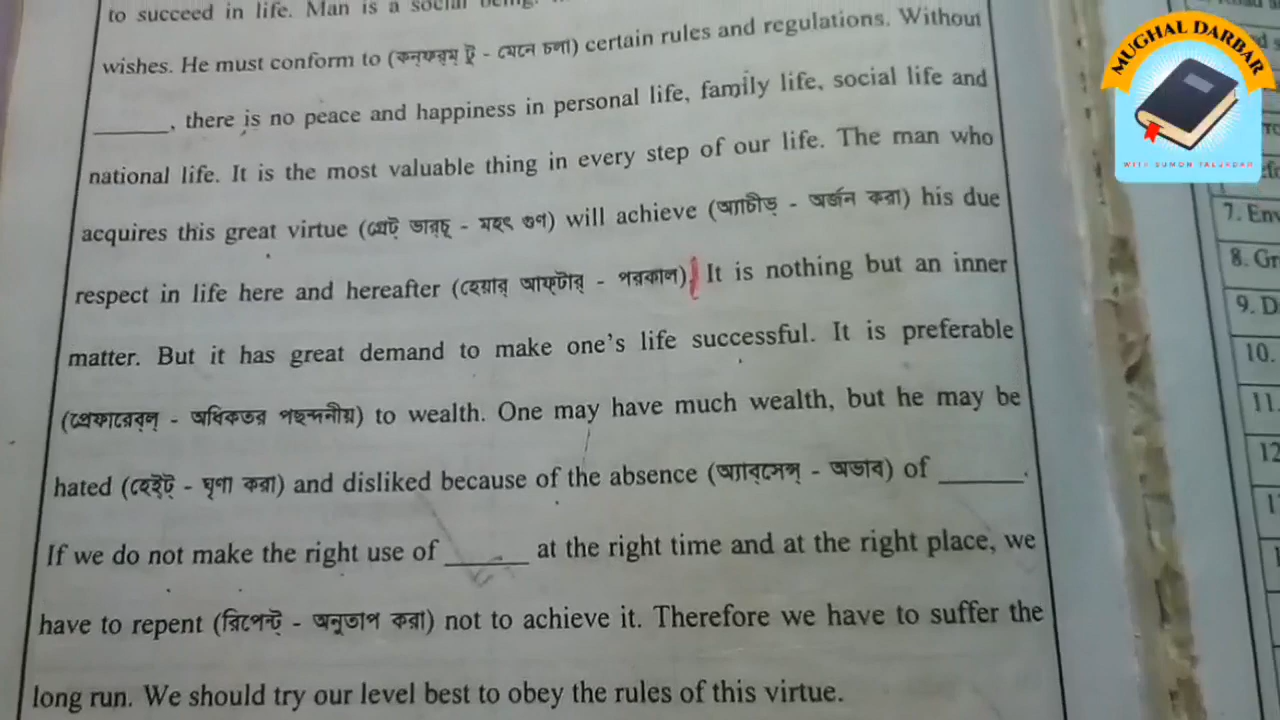 to succeed in life. Man is a social being.
wishes. He must conform to (কন্ফরম্ টু - মেনে চলা) certain rules and regulations. Without
______, there is no peace and happiness in personal life, family life, social life and
national life. It is the most valuable thing in every step of our life. The man who
acquires this great virtue (গ্রেট্ ভারচ্ - মহৎ গুণ) will achieve (অ্যাচীভ্ - অর্জন করা) his due
respect in life here and hereafter (হেয়ার্ আফ্টার্ - পরকাল). It is nothing but an inner
matter. But it has great demand to make one's life successful. It is preferable
(প্রেফারেব্ল্ - অধিকতর পছন্দনীয়) to wealth. One may have much wealth, but he may be
hated (হেইট্ - ঘৃণা করা) and disliked because of the absence (অ্যাব্সেন্স্ - অভাব) of ______.
If we do not make the right use of ______ at the right time and at the right place, we
have to repent (রিপেন্ট্ - অনুতাপ করা) not to achieve it. Therefore we have to suffer the
long run. We should try our level best to obey the rules of this virtue.
MUGHAL DARBAR
WITH SUMON TALUKDAR
7. Env
8. Gr
9. D
10.
11.
12